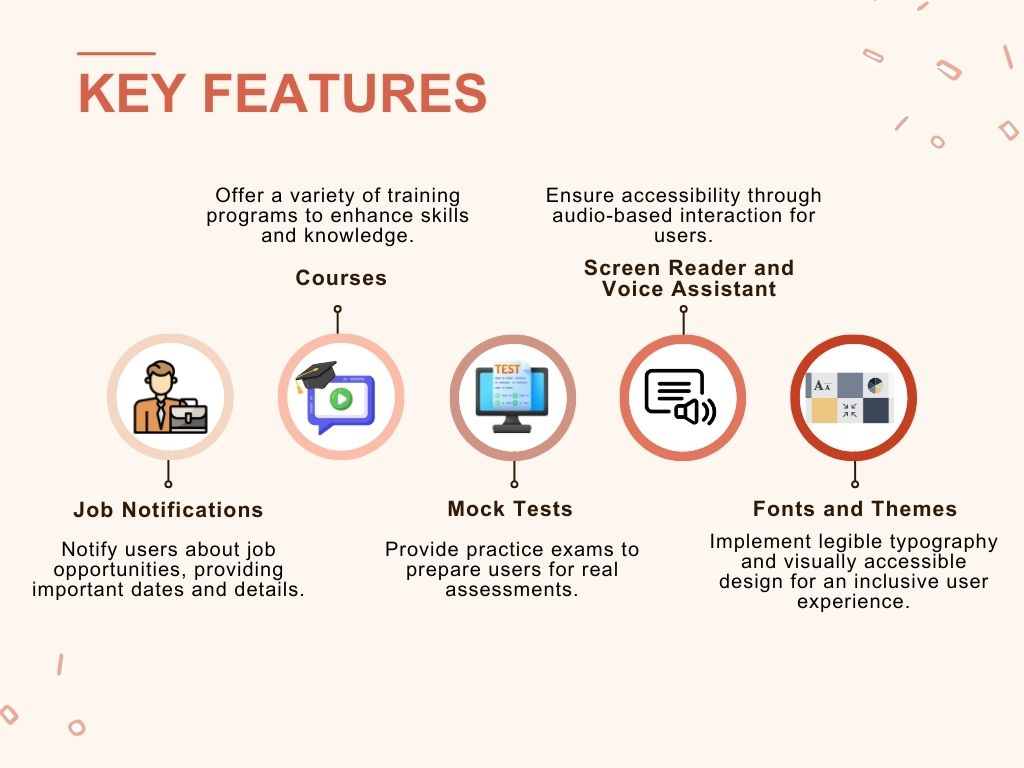 KEY FEATURES
Offer a variety of training
programs to enhance skills
and knowledge.
Courses
Ensure accessibility through
audio-based interaction for
users.
Screen Reader and
Voice Assistant
TEST
AA
Job Notifications
Notify users about job
opportunities, providing
important dates and details.
Mock Tests
Provide practice exams to
prepare users for real
assessments.
Fonts and Themes
Implement legible typography
and visually accessible
design for an inclusive user
experience.